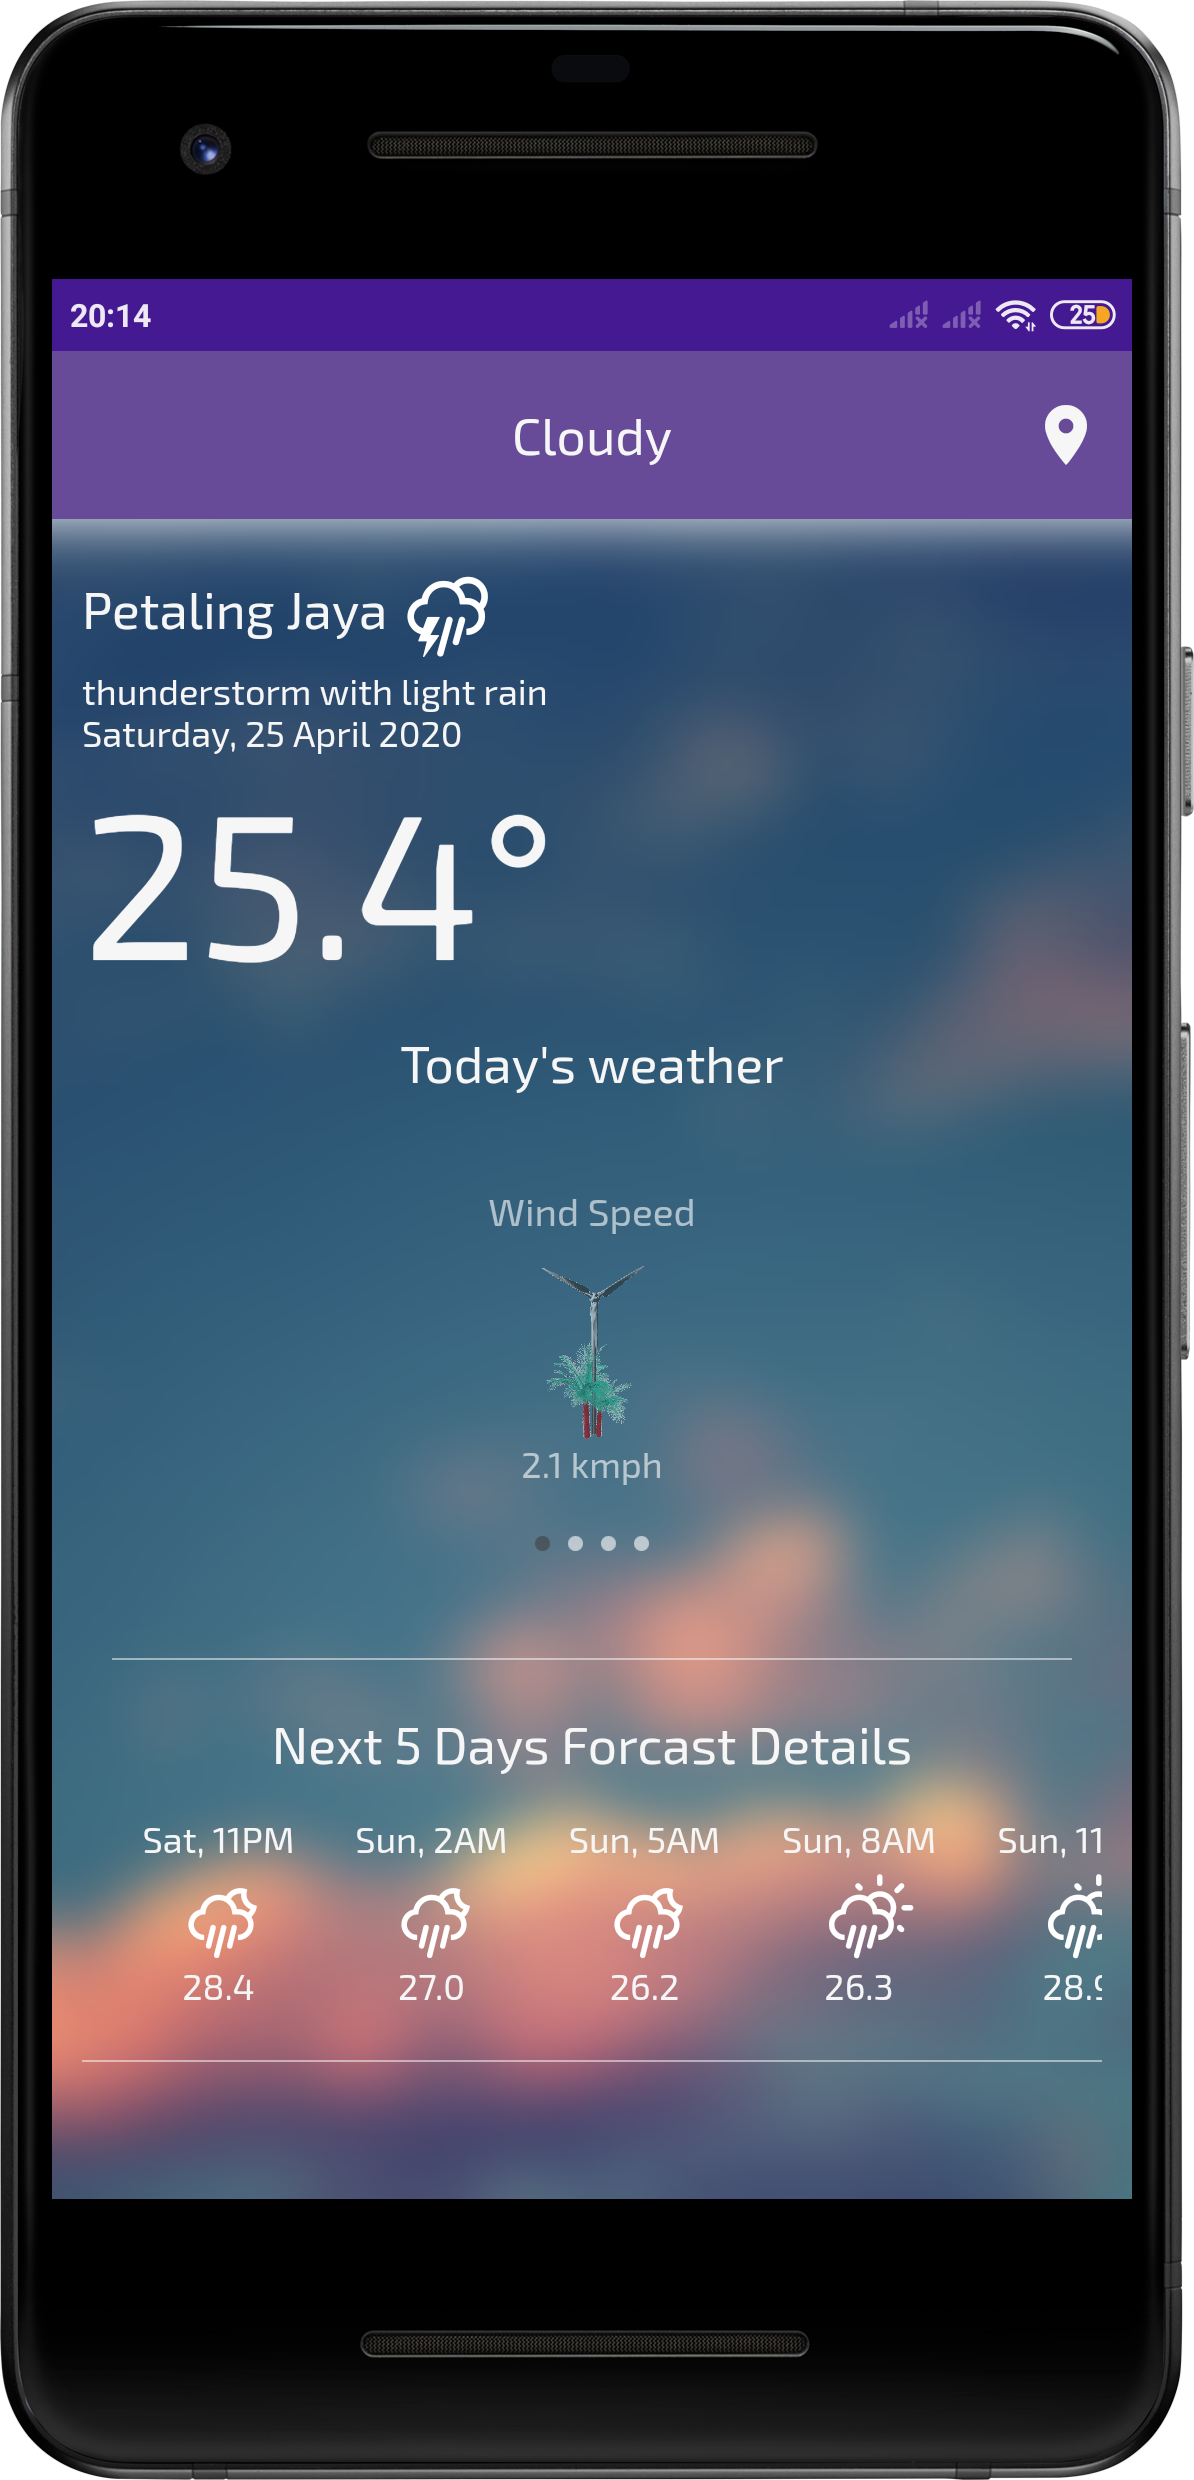 20:14
25
Cloudy
Petaling Jaya
thunderstorm with light rain
Saturday, 25 April 2020
25.4°
Today's weather
Wind Speed
2.1 kmph
Next 5 Days Forcast Details
Sat, 11PM Sun, 2AM Sun, 5AM Sun, 8AM Sun, 11
28.4 27.0 26.2 26.3 28.9